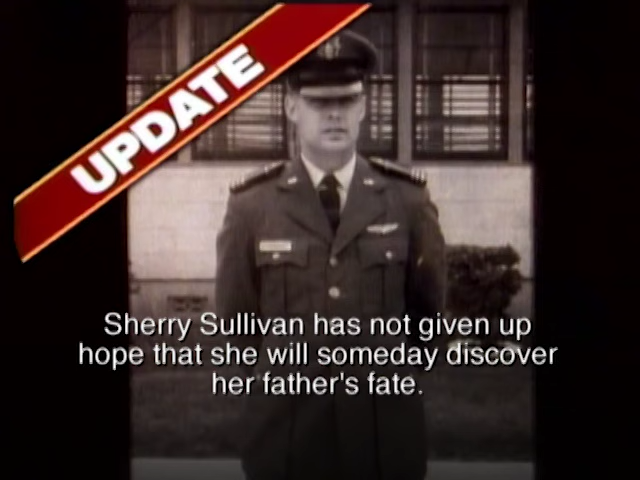 UPDATE
Sherry Sullivan has not given up
hope that she will someday discover
her father's fate.